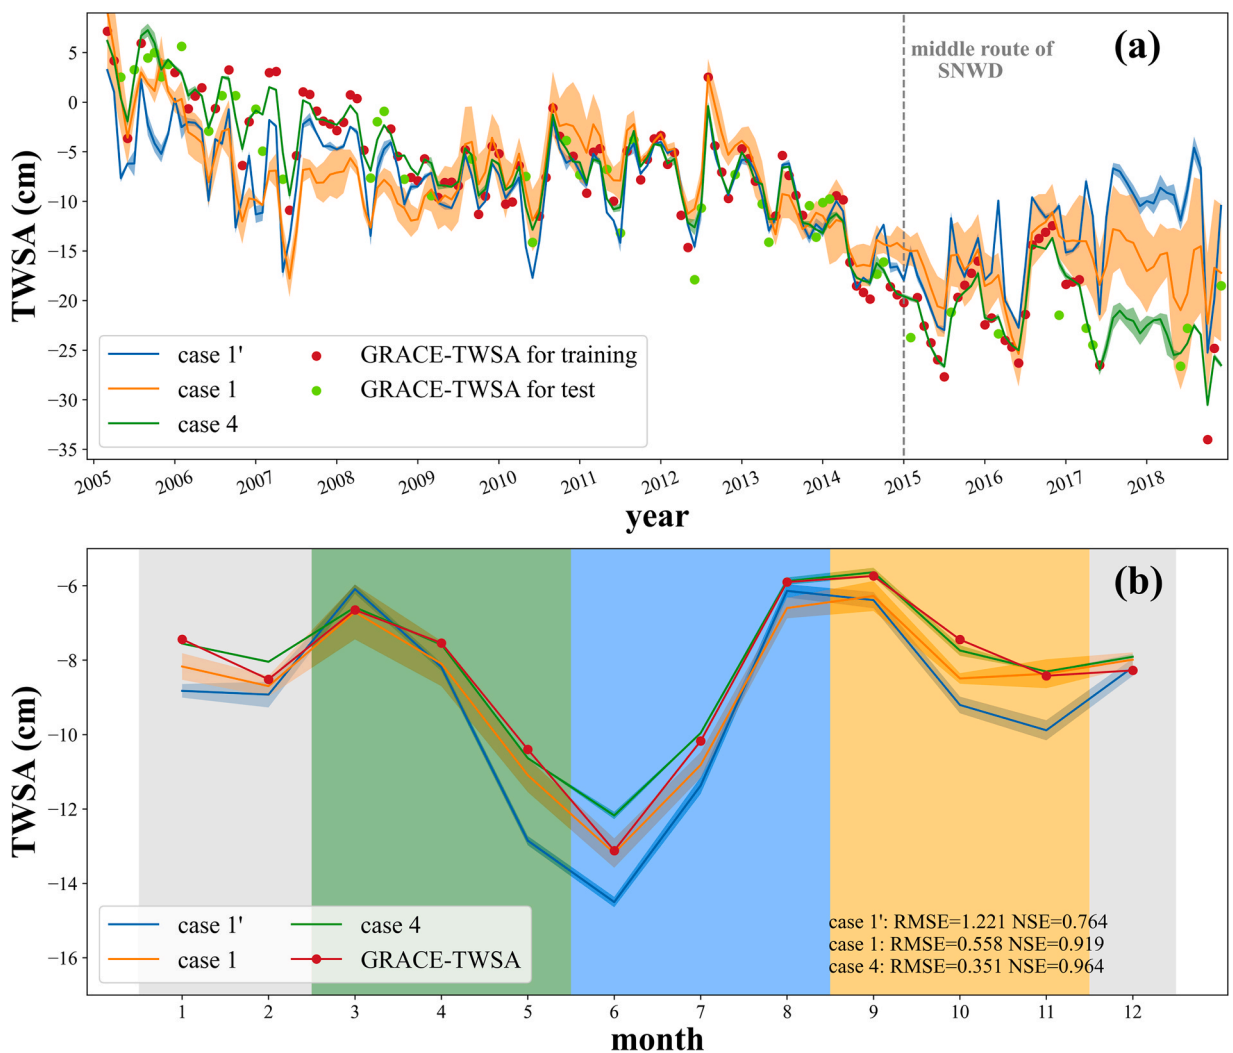 (a)
middle route of
SNWD
TWSA (cm)
5
0
−5
−10
−15
−20
−25
−30
−35
case 1'
case 1
case 4
GRACE-TWSA for training
GRACE-TWSA for test
2005 2006 2007 2008 2009 2010 2011 2012 2013 2014 2015 2016 2017 2018
year
(b)
TWSA (cm)
−6
−8
−10
−12
−14
−16
case 1'
case 1
case 4
GRACE-TWSA
case 1': RMSE=1.221 NSE=0.764
case 1: RMSE=0.558 NSE=0.919
case 4: RMSE=0.351 NSE=0.964
1 2 3 4 5 6 7 8 9 10 11 12
month